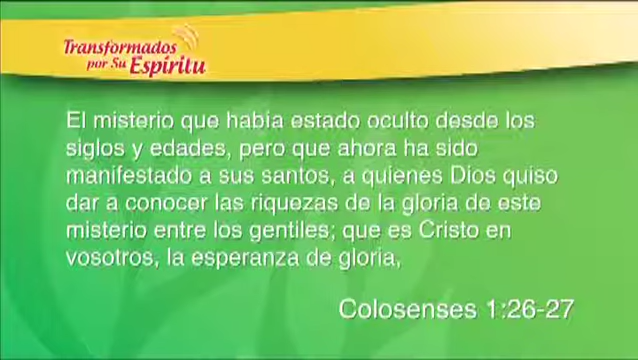 Transformados
por Su Espíritu
El misterio que había estado oculto desde los
siglos y edades, pero que ahora ha sido
manifestado a sus santos, a quienes Dios quiso
dar a conocer las riquezas de la gloria de este
misterio entre los gentiles; que es Cristo en
vosotros, la esperanza de gloria,
Colosenses 1:26-27